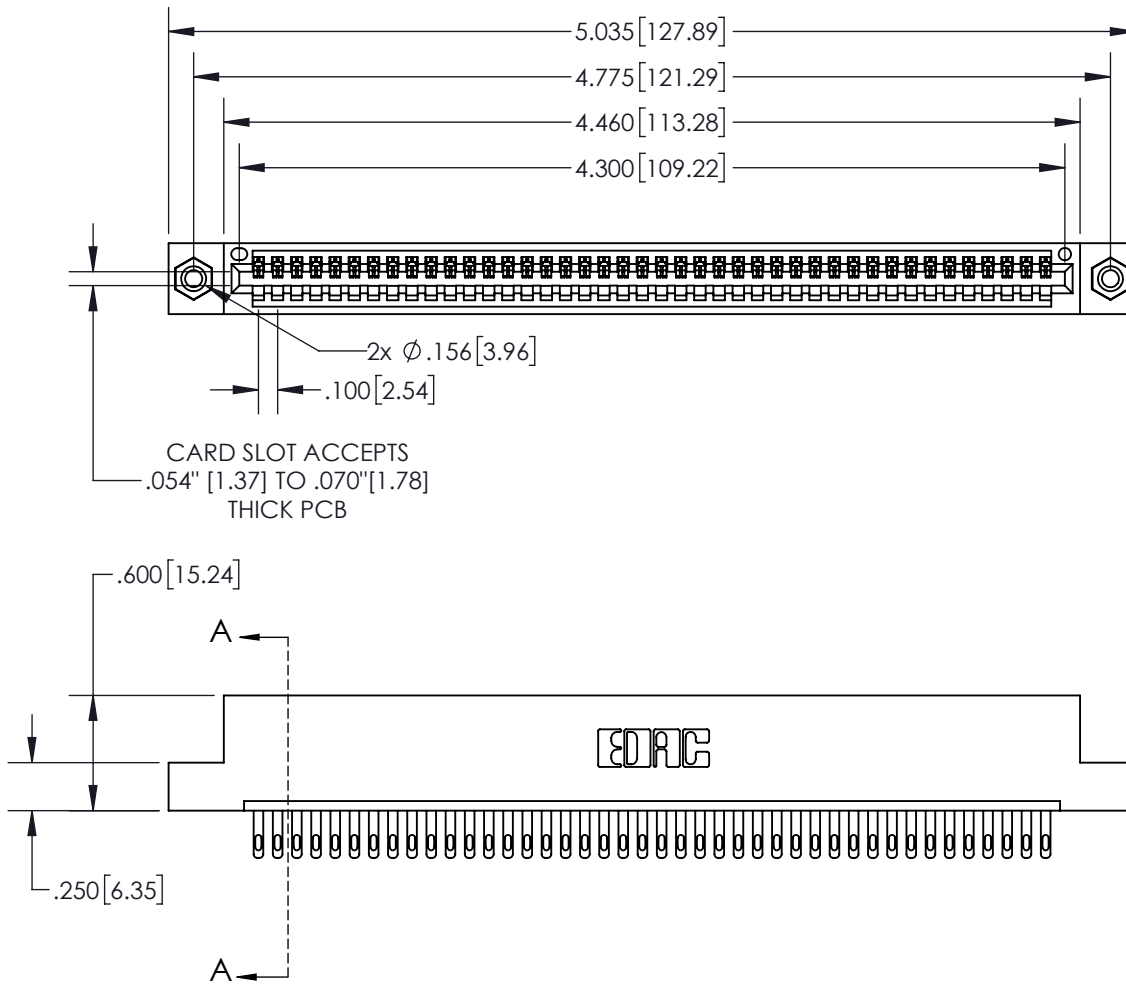 5.035[127.89]
4.775[121.29]
4.460[113.28]
4.300[109.22]
2x Ø.156[3.96]
.100[2.54]
CARD SLOT ACCEPTS
.054" [1.37] TO .070"[1.78]
THICK PCB
.600[15.24]
A
EDAC
.250[6.35]
A